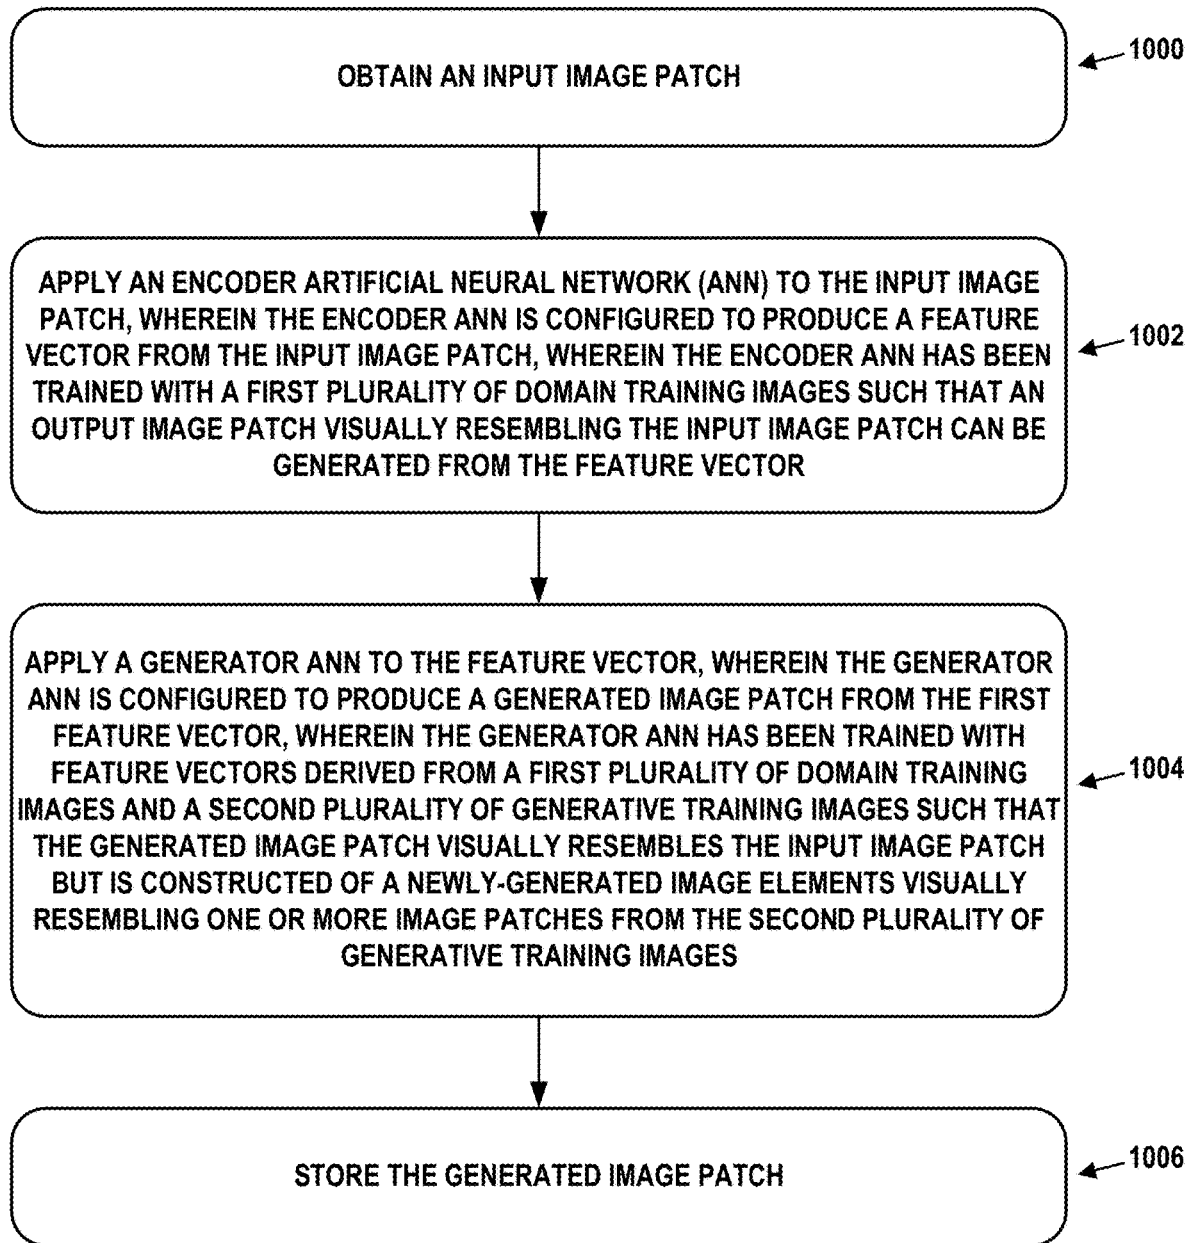 OBTAIN AN INPUT IMAGE PATCH
1000
APPLY AN ENCODER ARTIFICIAL NEURAL NETWORK (ANN) TO THE INPUT IMAGE
PATCH, WHEREIN THE ENCODER ANN IS CONFIGURED TO PRODUCE A FEATURE
VECTOR FROM THE INPUT IMAGE PATCH, WHEREIN THE ENCODER ANN HAS BEEN
TRAINED WITH A FIRST PLURALITY OF DOMAIN TRAINING IMAGES SUCH THAT AN
OUTPUT IMAGE PATCH VISUALLY RESEMBLING THE INPUT IMAGE PATCH CAN BE
GENERATED FROM THE FEATURE VECTOR
1002
APPLY A GENERATOR ANN TO THE FEATURE VECTOR, WHEREIN THE GENERATOR
ANN IS CONFIGURED TO PRODUCE A GENERATED IMAGE PATCH FROM THE FIRST
FEATURE VECTOR, WHEREIN THE GENERATOR ANN HAS BEEN TRAINED WITH
FEATURE VECTORS DERIVED FROM A FIRST PLURALITY OF DOMAIN TRAINING
IMAGES AND A SECOND PLURALITY OF GENERATIVE TRAINING IMAGES SUCH THAT
THE GENERATED IMAGE PATCH VISUALLY RESEMBLES THE INPUT IMAGE PATCH
BUT IS CONSTRUCTED OF A NEWLY-GENERATED IMAGE ELEMENTS VISUALLY
RESEMBLING ONE OR MORE IMAGE PATCHES FROM THE SECOND PLURALITY OF
GENERATIVE TRAINING IMAGES
1004
STORE THE GENERATED IMAGE PATCH
1006